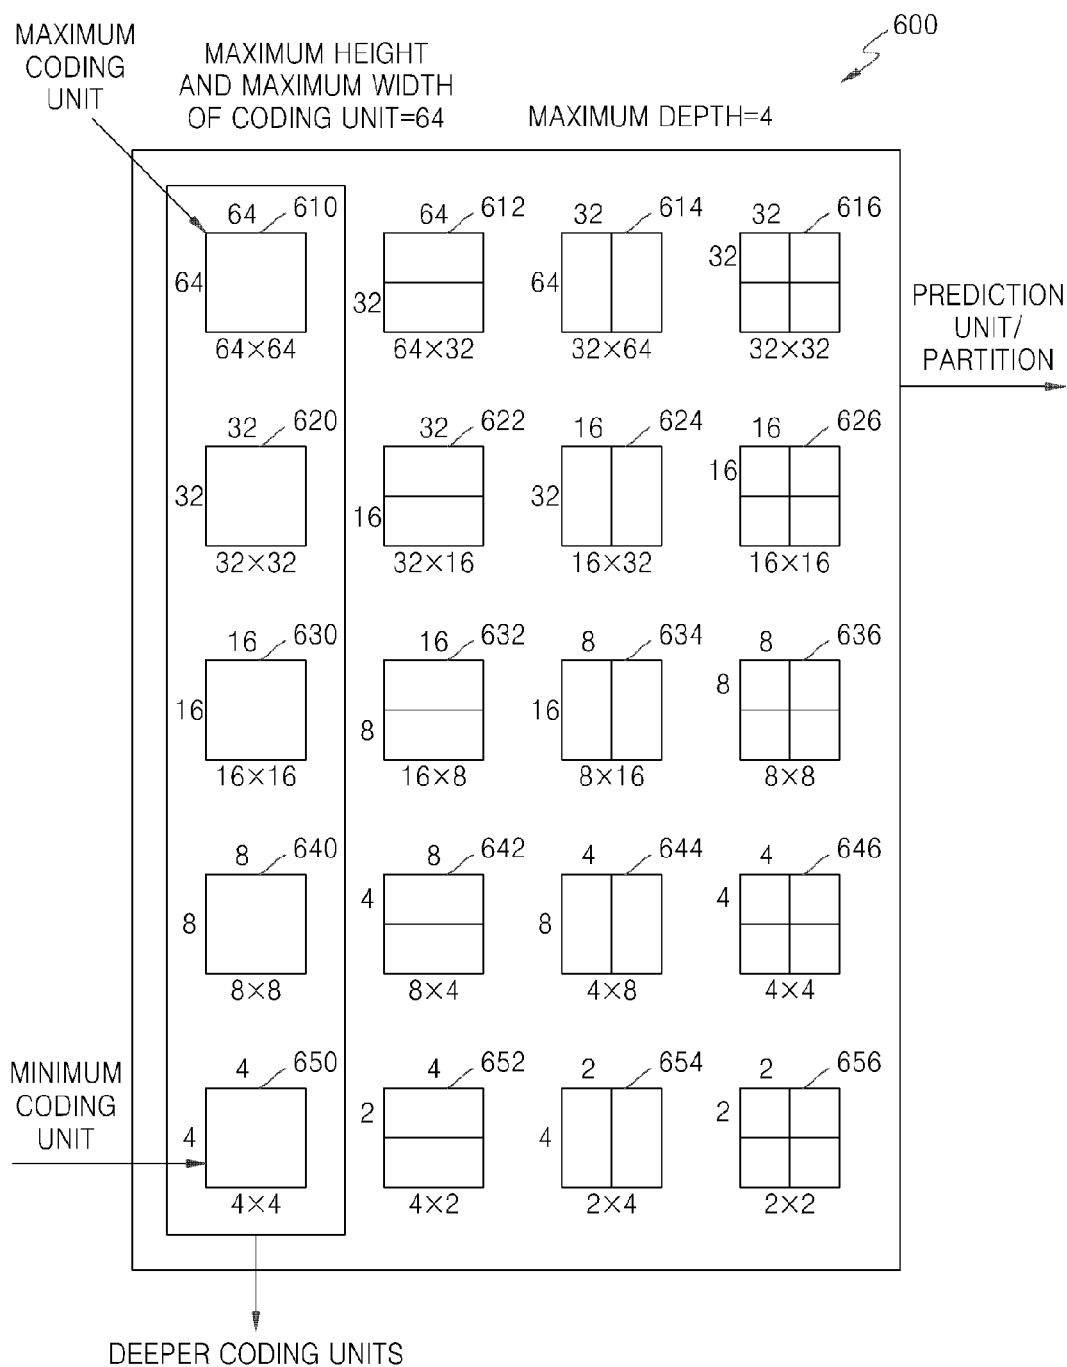 600
MAXIMUM
CODING
UNIT
MAXIMUM HEIGHT
AND MAXIMUM WIDTH
OF CODING UNIT=64
MAXIMUM DEPTH=4
64 610 64 612 32 614 32 616
64 32 64 32
64×64 64×32 32×64 32×32
PREDICTION
UNIT/
PARTITION
32 620 32 622 16 624 16 626
32 16 32 16
32×32 32×16 16×32 16×16
16 630 16 632 8 634 8 636
16 8 16 8
16×16 16×8 8×16 8×8
8 640 8 642 4 644 4 646
8 4 8 4
8×8 8×4 4×8 4×4
MINIMUM
CODING
UNIT
4 650 4 652 2 654 2 656
4 2 4 2
4×4 4×2 2×4 2×2
DEEPER CODING UNITS